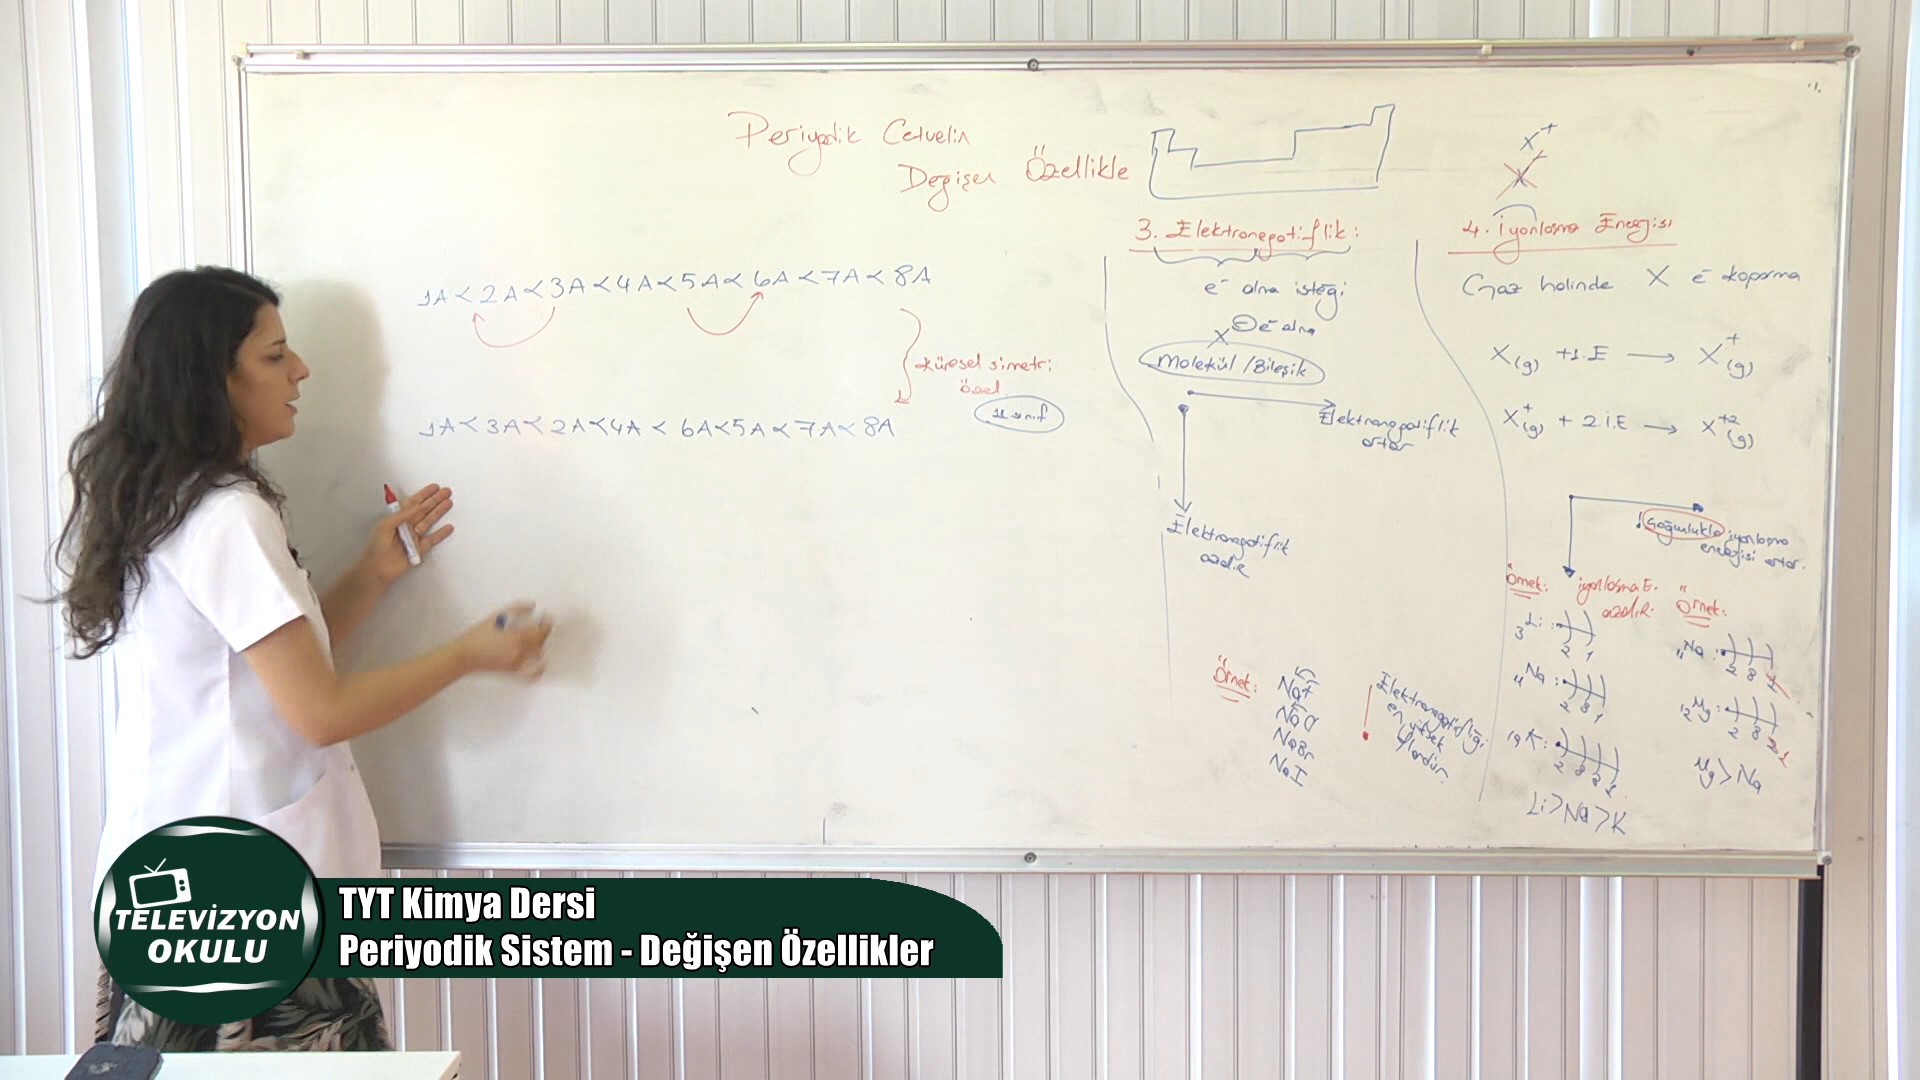 Periyodik Cetvelin
Değişen Özellikle
X+
X-
1A < 2A < 3A < 4A < 5A < 6A < 7A < 8A
küresel simetri
özel
11. sınıf
1A < 3A < 2A < 4A < 6A < 5A < 7A < 8A
3. Elektronegatiflik:
e- alma isteği
X e- alma
Molekül / Bileşik
Elektronegatiflik
artar
Elektronegatiflik
azalır
Örnek:
NaF
NaCl
NaBr
NaI
Elektronegatifliği
en yüksek
Flordur.
4. İyonlaşma Enerjisi
Gaz halinde X e- koparma
X(g) + 1.E → X+(g)
X+(g) + 2.İ.E → X+2(g)
! Çoğunlukla iyonlaşma
enerjisi artar.
iyonlaşma E.
azalır.
Örnek:
3Li: 2 1
11Na: 2 8 1
19K: 2 8 8 1
Li > Na > K
Örnek:
11Na: 2 8 1
12Mg: 2 8 2
Mg > Na
TELEVİZYON
OKULU
TYT Kimya Dersi
Periyodik Sistem - Değişen Özellikler